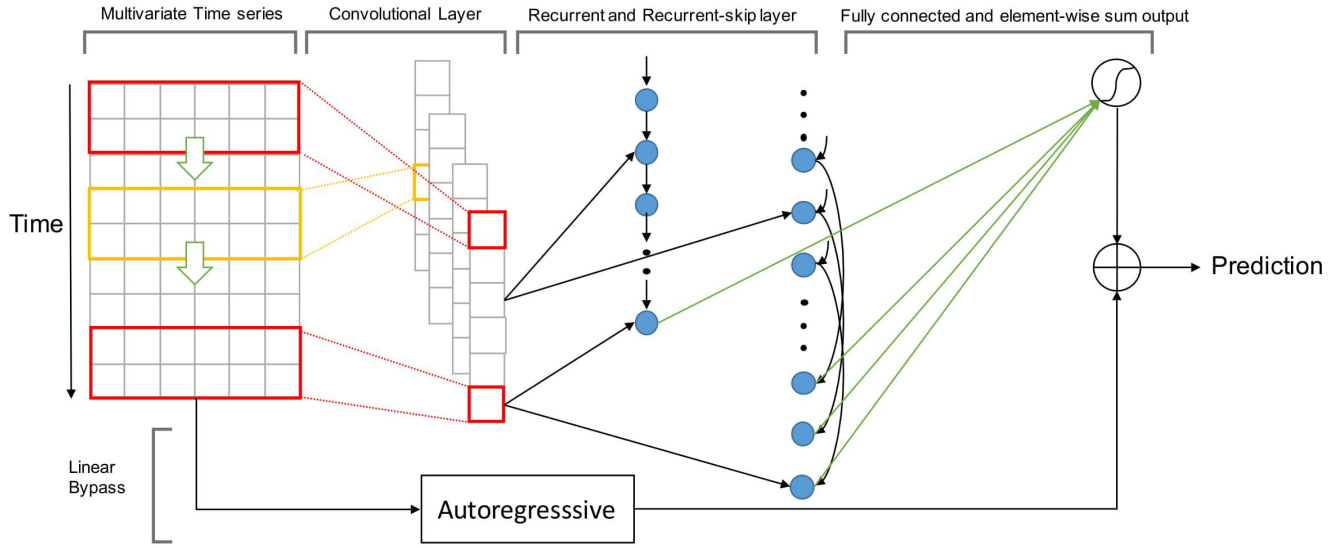 Multivariate Time series
Convolutional Layer
Recurrent and Recurrent-skip layer
Fully connected and element-wise sum output
Time
Prediction
Linear
Bypass
Autoregresssive